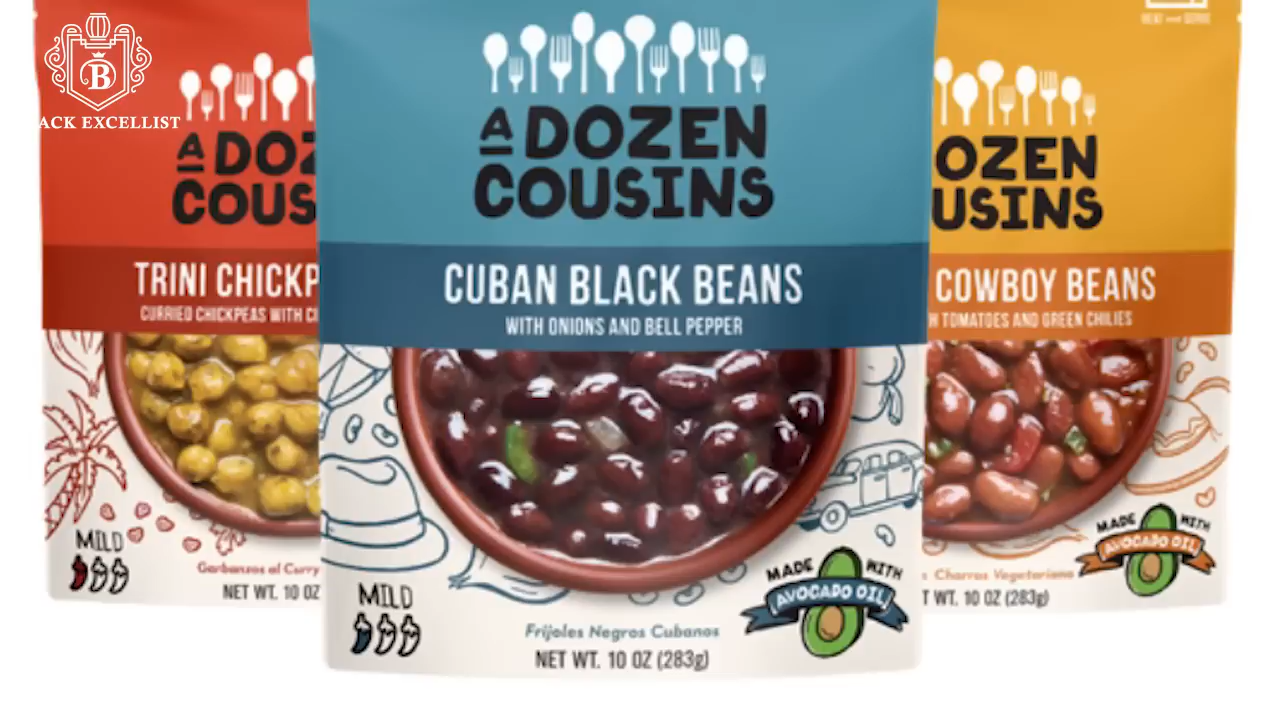 B
ACK EXCELLIST
A DOZ
COUS
TRINI CHICKP
CURRIED CHICKPEAS WITH
MILD
Garbanzos al Curry
NET WT. 10 OZ
A DOZEN
COUSINS
CUBAN BLACK BEANS
WITH ONIONS AND BELL PEPPER
MILD
MADE WITH
AVOCADO OIL
Frijoles Negros Cubanos
NET WT. 10 OZ (283g)
OZEN
USINS
COWBOY BEANS
TOMATOES AND GREEN CHILIES
MADE WITH
AVOCADO OIL
Charros Vegetariano
WT. 10 OZ (283g)